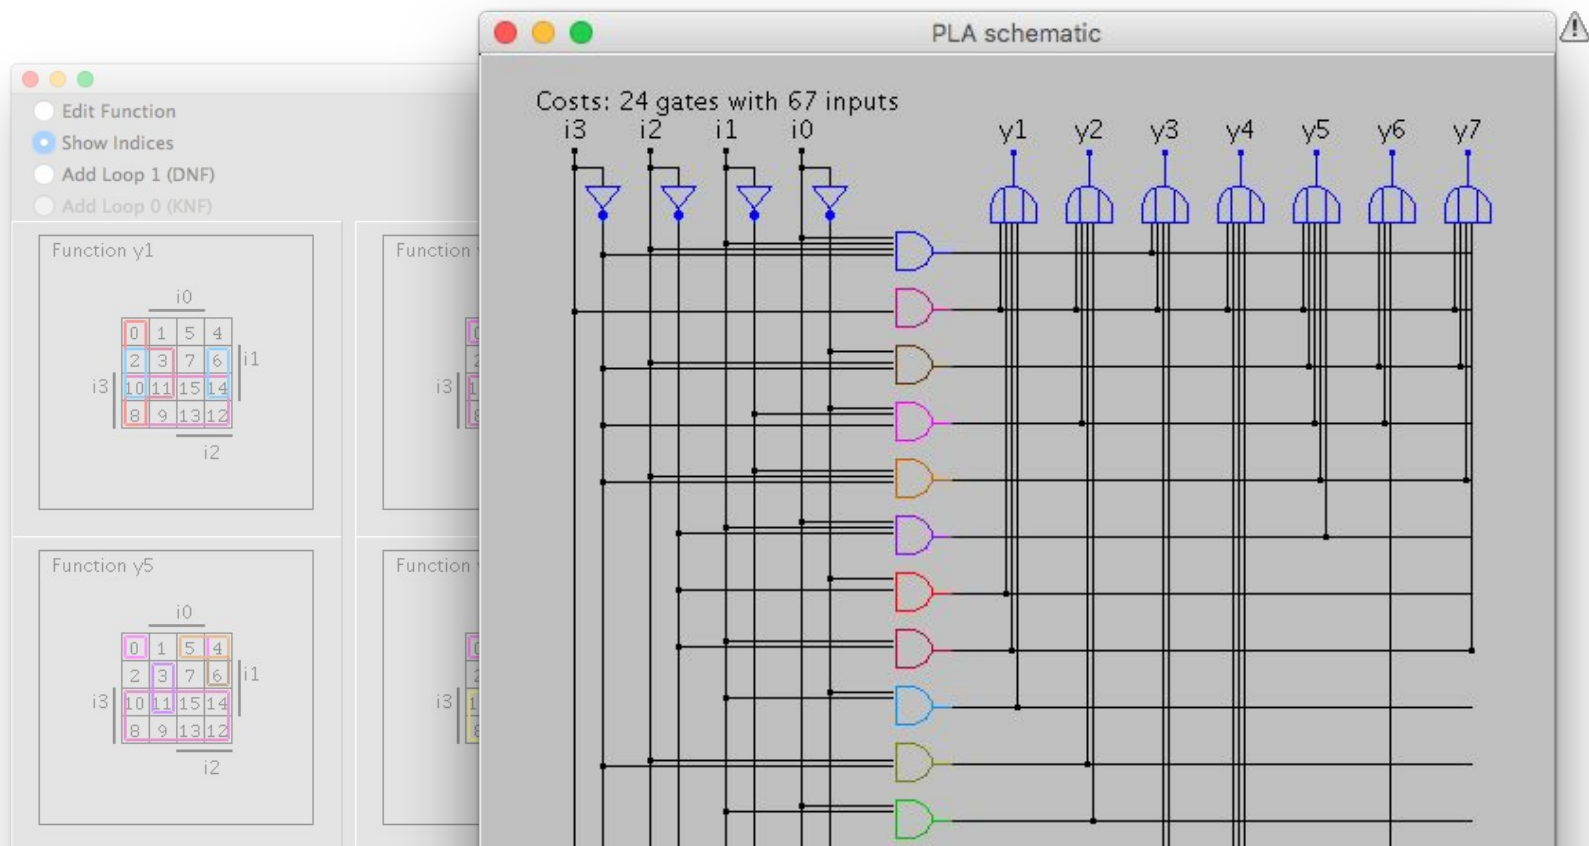 PLA schematic
Edit Function
Show Indices
Add Loop 1 (DNF)
Add Loop 0 (KNF)
Costs: 24 gates with 67 inputs
i3 i2 i1 i0 y1 y2 y3 y4 y5 y6 y7
Function y1
i0
0 1 5 4
2 3 7 6 i1
i3 10 11 15 14
8 9 13 12
i2
Function
i3
Function y5
i0
0 1 5 4
2 3 7 6 i1
i3 10 11 15 14
8 9 13 12
i2
Function
i3